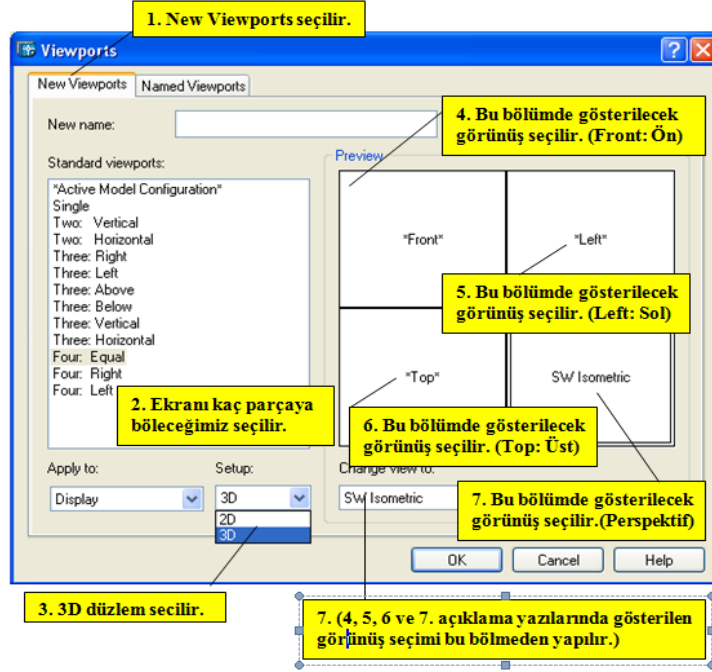 1. New Viewports seçilir.
Viewports
New Viewports
Named Viewports
New name:
4. Bu bölümde gösterilecek
görünüş seçilir. (Front: Ön)
Standard viewports:
Preview
*Active Model Configuration*
Single
Two: Vertical
Two: Horizontal
Three: Right
Three: Left
Three: Above
Three: Below
Three: Vertical
Three: Horizontal
Four: Equal
Four: Right
Four: Left
*Front*
*Left*
5. Bu bölümde gösterilecek
görünüş seçilir. (Left: Sol)
*Top*
SW Isometric
2. Ekranı kaç parçaya
böleceğimiz seçilir.
6. Bu bölümde gösterilecek
görünüş seçilir. (Top: Üst)
Apply to:
Setup:
Change view to:
Display
3D
SW Isometric
2D
3D
7. Bu bölümde gösterilecek
görünüş seçilir.(Perspektif)
OK
Cancel
Help
3. 3D düzlem secilir.
7. (4, 5, 6 ve 7. açıklama yazılarında gösterilen
görünüş seçimi bu bölmeden yapılır.)